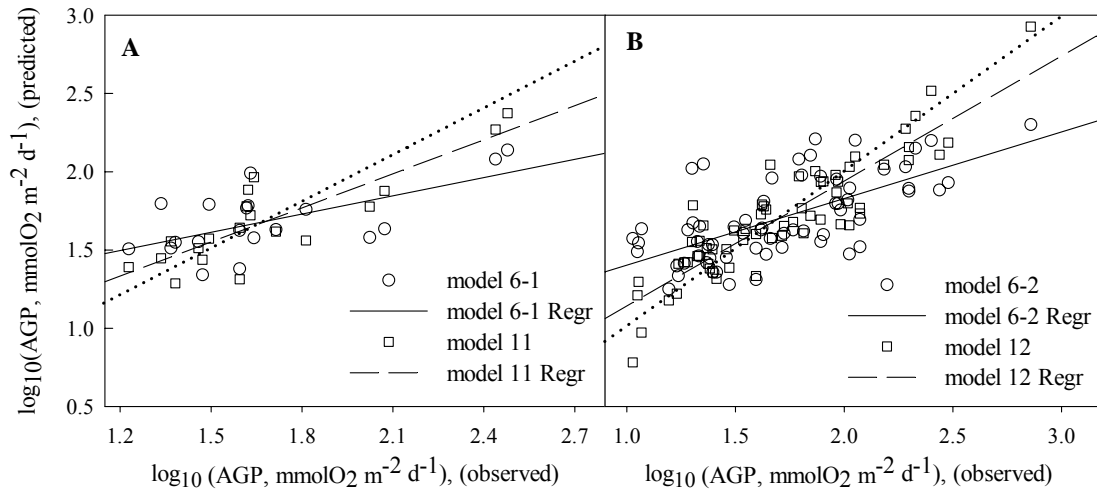 log10(AGP, mmolO2 m-2 d-1), (predicted)
3.0
2.5
2.0
1.5
1.0
0.5
A
model 6-1
model 6-1 Regr
model 11
model 11 Regr
1.2 1.5 1.8 2.1 2.4 2.7
log10 (AGP, mmolO2 m-2 d-1), (observed)
B
model 6-2
model 6-2 Regr
model 12
model 12 Regr
1.0 1.5 2.0 2.5 3.0
log10 (AGP, mmolO2 m-2 d-1), (observed)